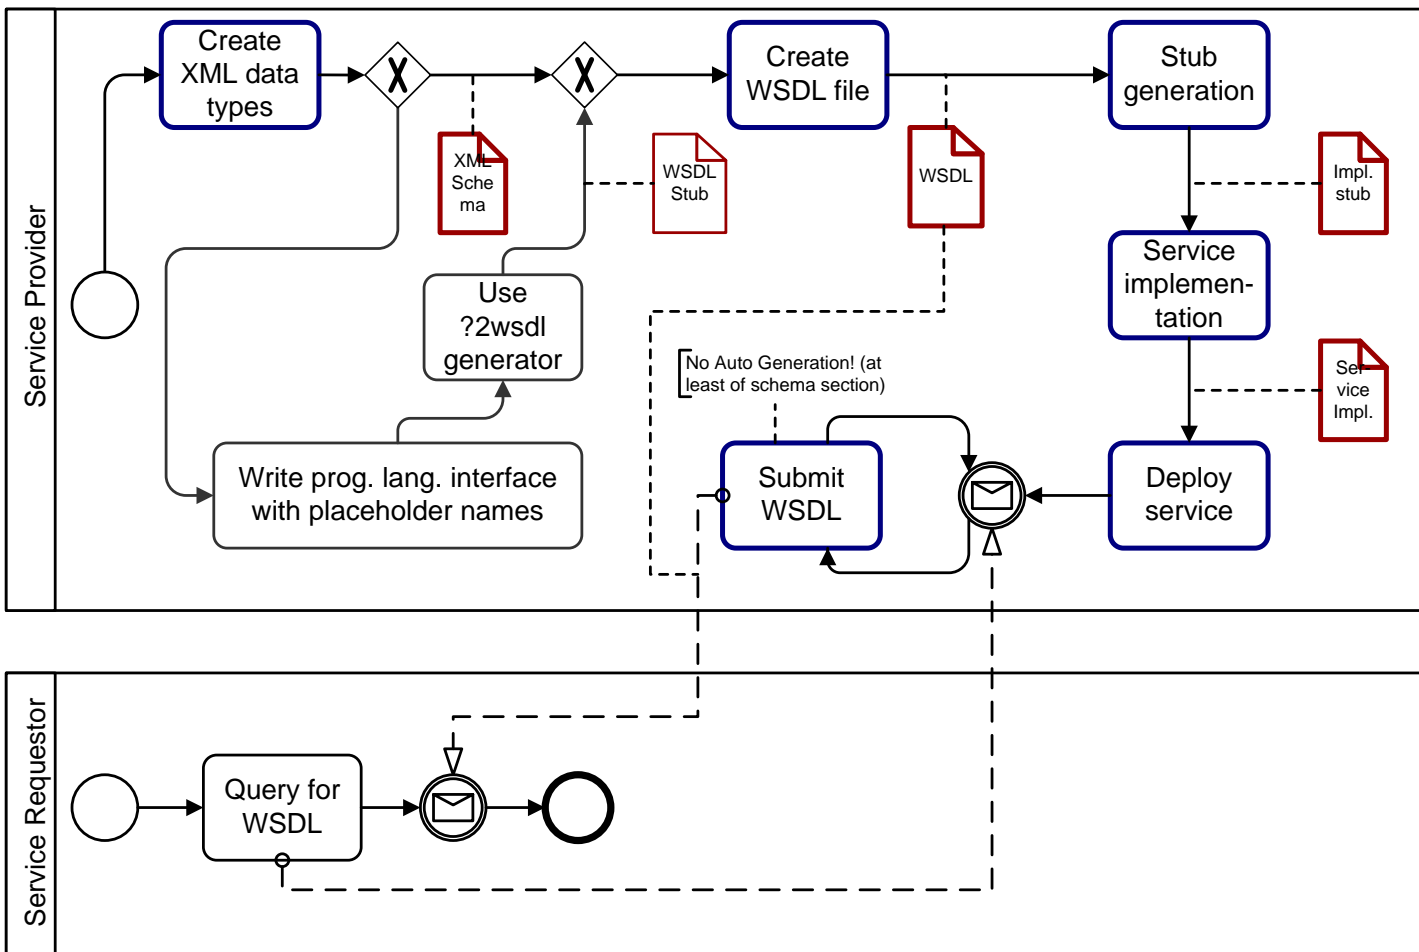 Service Provider
Create
XML data
types
X
X
Create
WSDL file
Stub
generation
XML
Sche
ma
WSDL
Stub
WSDL
Impl.
stub
Use
?2wsdl
generator
Service
implemen-
tation
No Auto Generation! (at
least of schema section)
Ser-
vice
Impl.
Write prog. lang. interface
with placeholder names
Submit
WSDL
Deploy
service
Service Requestor
Query for
WSDL